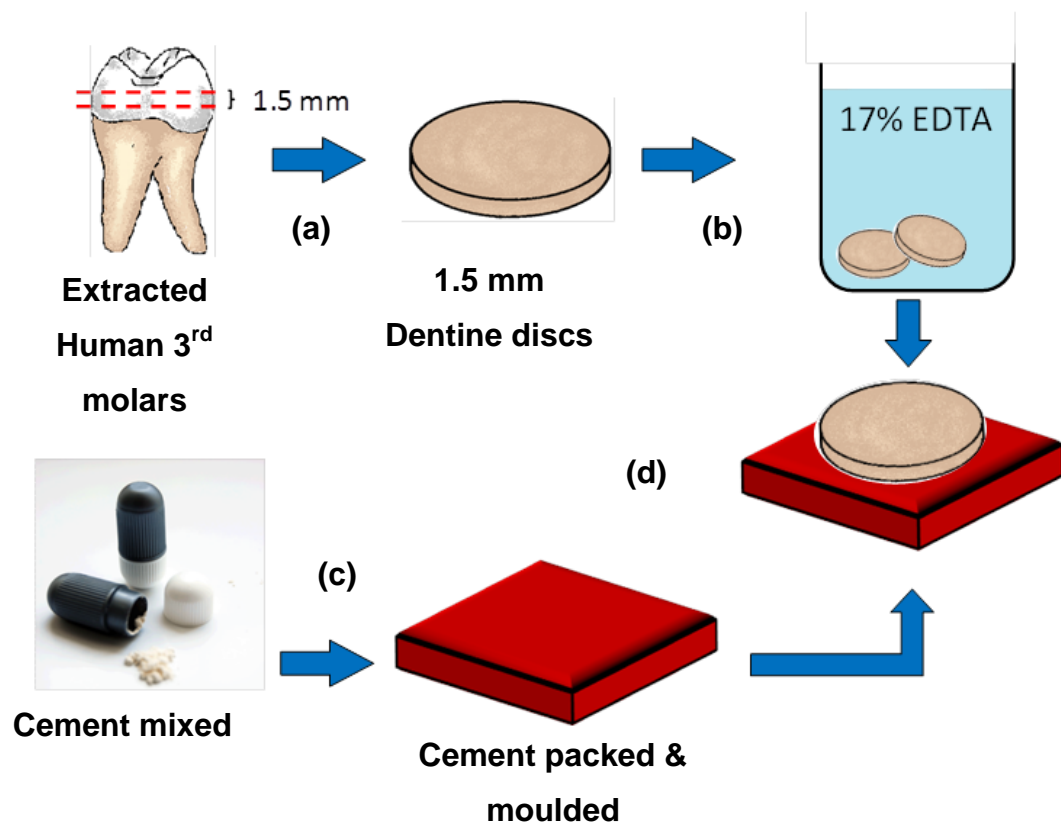 } 1.5 mm
17% EDTA
(a)
(b)
Extracted
Human 3rd
molars
1.5 mm
Dentine discs
(d)
(c)
Cement mixed
Cement packed &
moulded